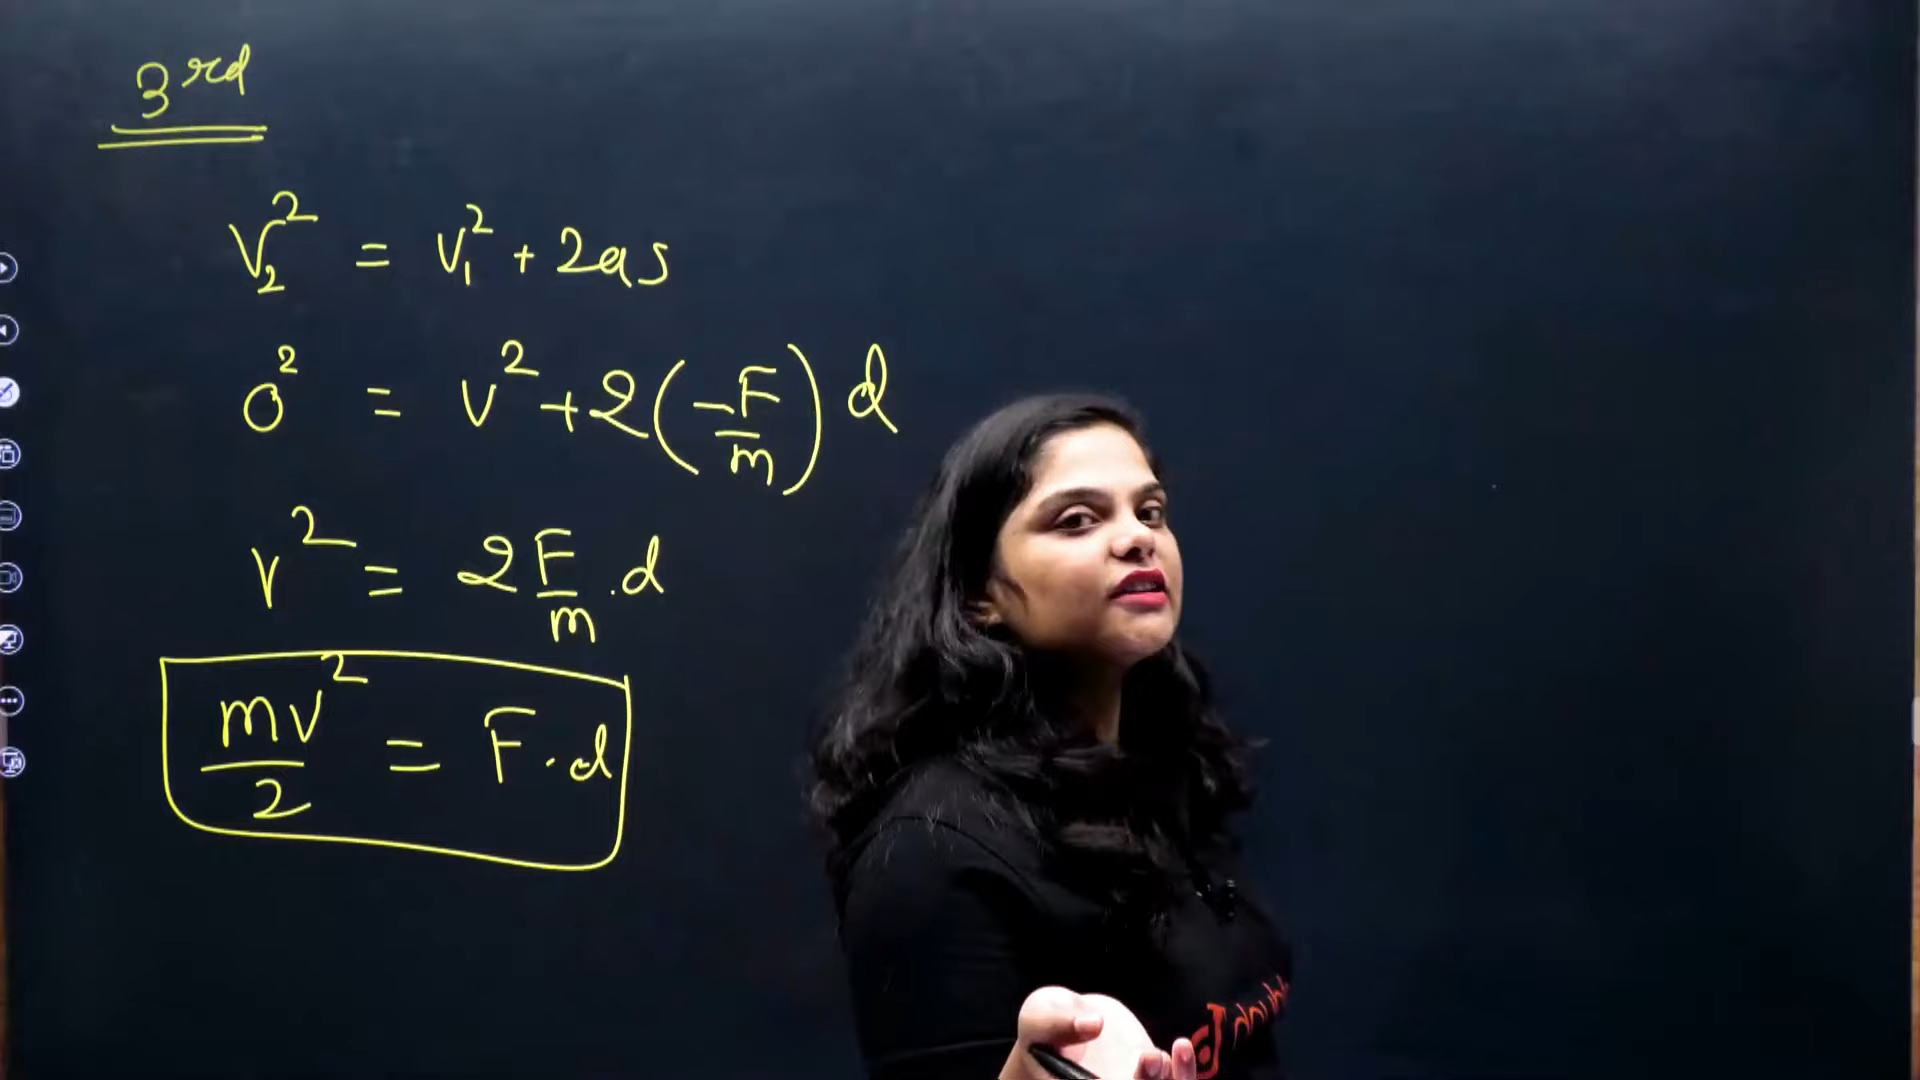 3rd
V₂² = V₁² + 2as
0² = v² + 2(-F/m) d
v² = 2 F/m . d
mv²/2 = F . d